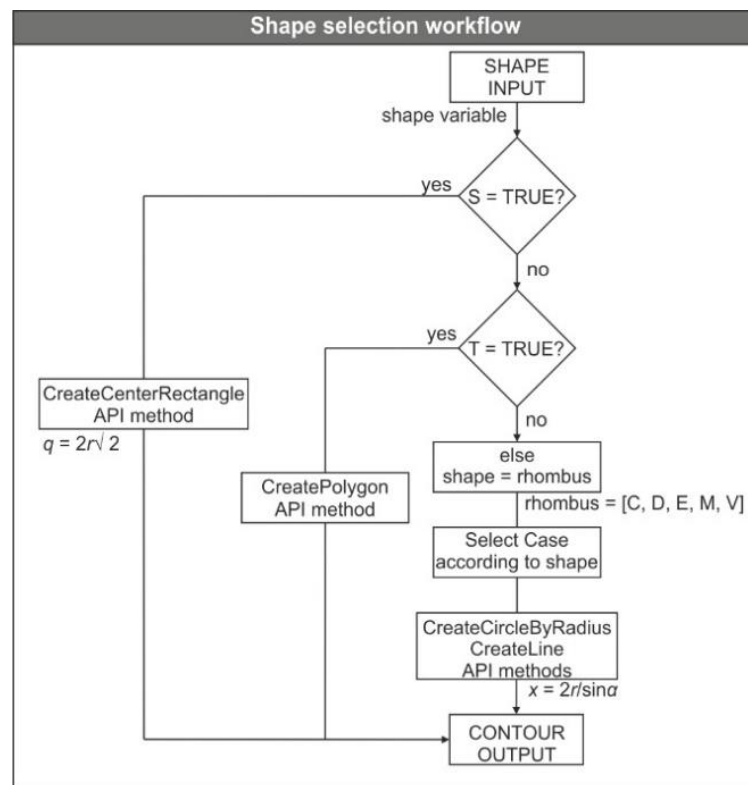 Shape selection workflow
SHAPE
INPUT
shape variable
yes
S = TRUE?
no
yes
T = TRUE?
no
CreateCenterRectangle
API method
q = 2r√ 2
CreatePolygon
API method
else
shape = rhombus
rhombus = [C, D, E, M, V]
Select Case
according to shape
CreateCircleByRadius
CreateLine
API methods
x = 2r/sinα
CONTOUR
OUTPUT